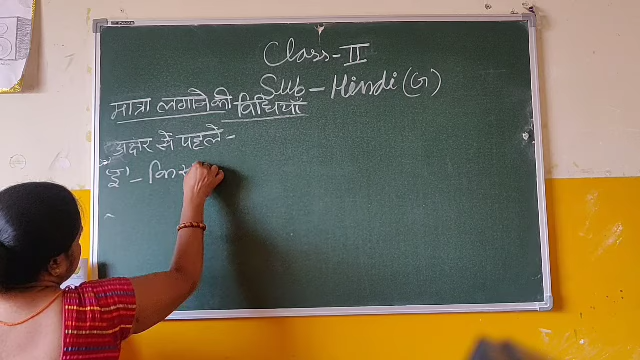 Class-II
Sub - Hindi (G)
मात्रा लगाने की विधियाँ
अक्षर से पहले -
'इ' - कि